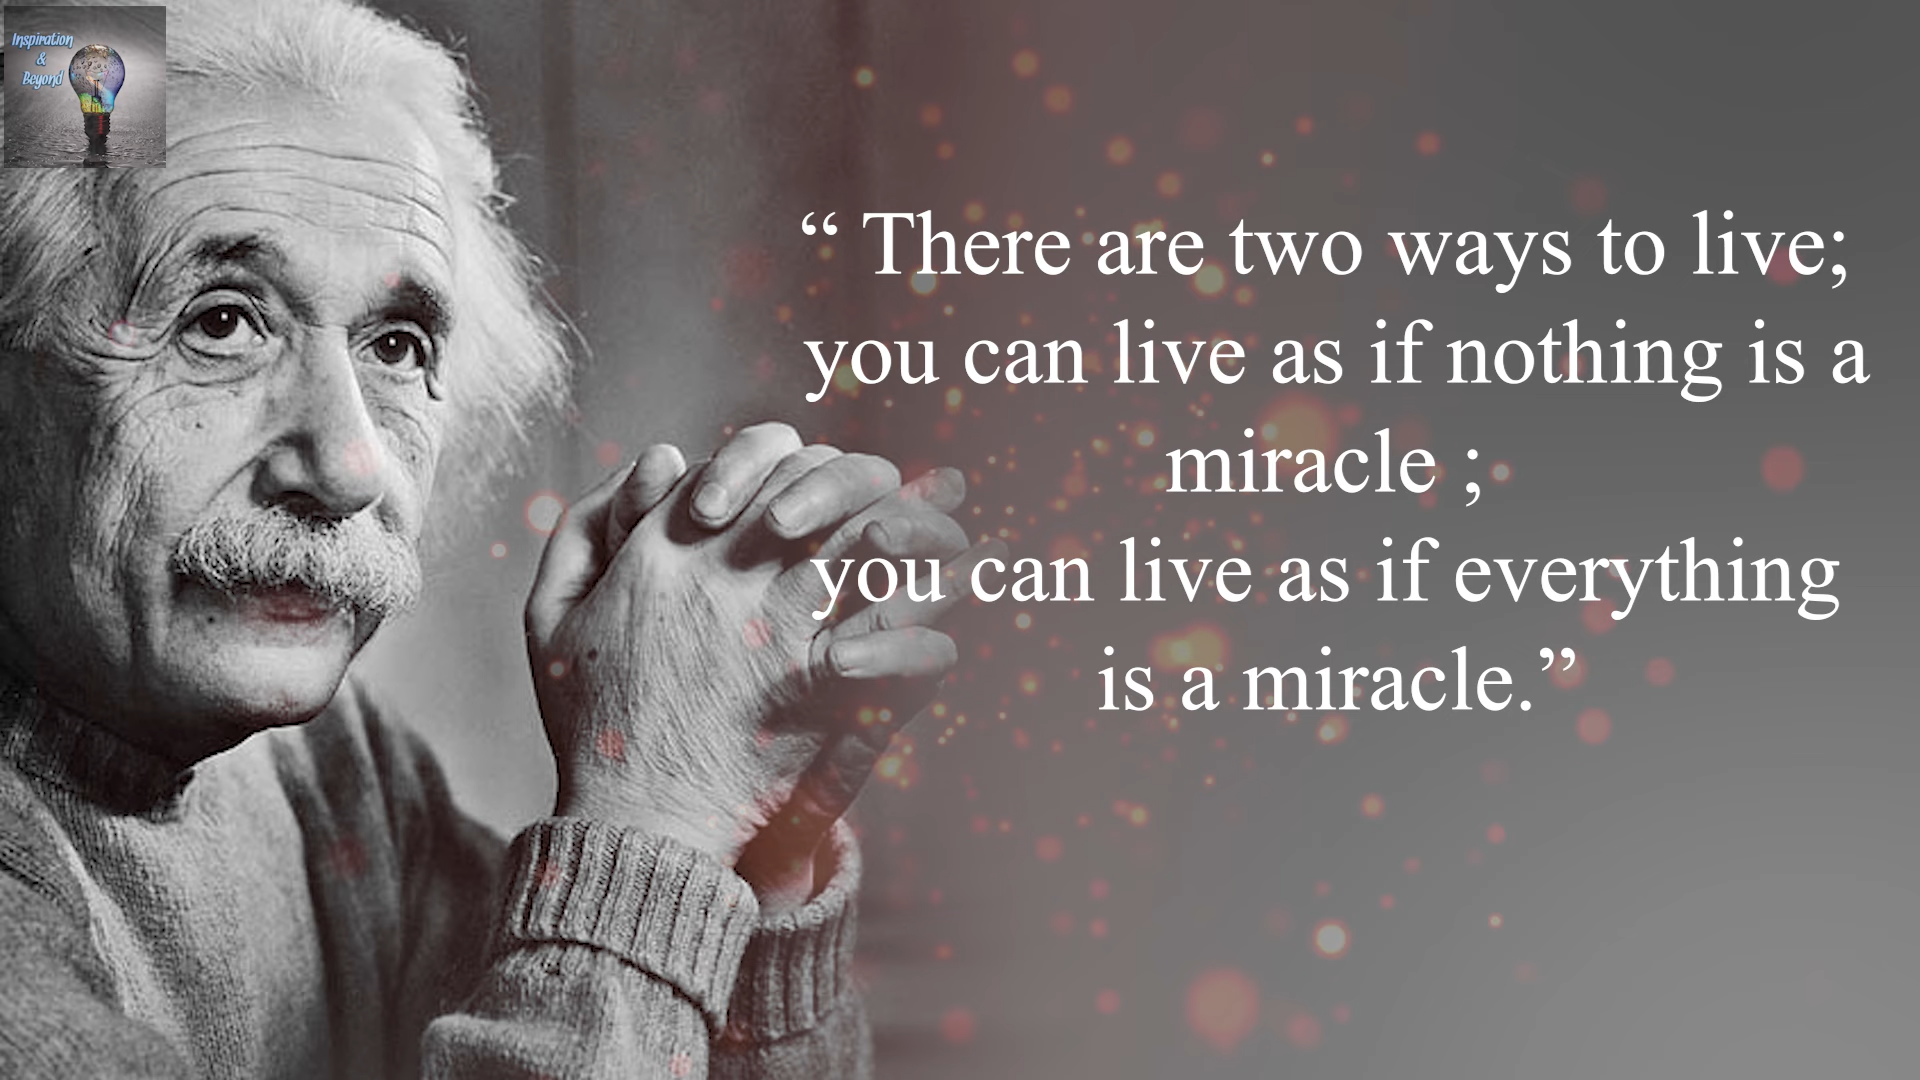 Inspiration
&
Beyond
“ There are two ways to live;
you can live as if nothing is a
miracle ;
you can live as if everything
is a miracle.”